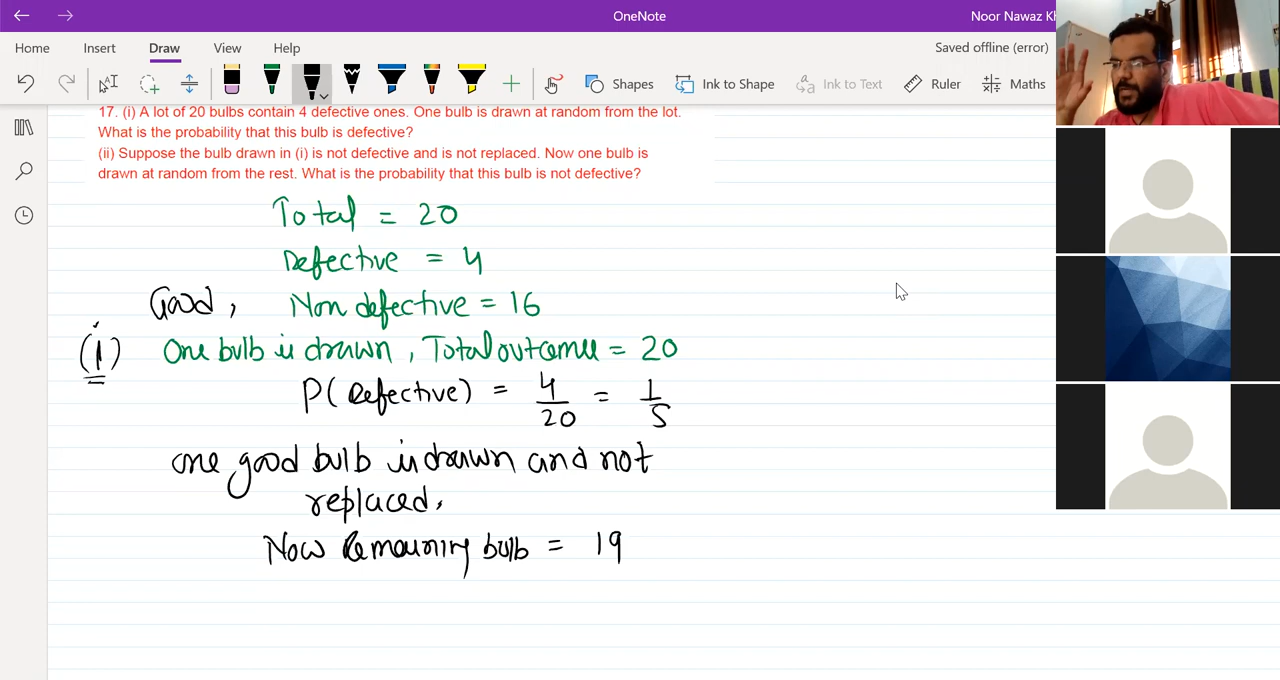 OneNote
Noor Nawaz Kh
Home Insert Draw View Help
Saved offline (error)
Shapes Ink to Shape Ink to Text Ruler Maths
17. (i) A lot of 20 bulbs contain 4 defective ones. One bulb is drawn at random from the lot.
What is the probability that this bulb is defective?
(ii) Suppose the bulb drawn in (i) is not defective and is not replaced. Now one bulb is
drawn at random from the rest. What is the probability that this bulb is not defective?
Total = 20
Defective = 4
Good, Non defective = 16
(i) One bulb is drawn, Total outcome = 20
P(Defective) = 4/20 = 1/5
one good bulb is drawn and not
replaced,
Now Remaining bulb = 19